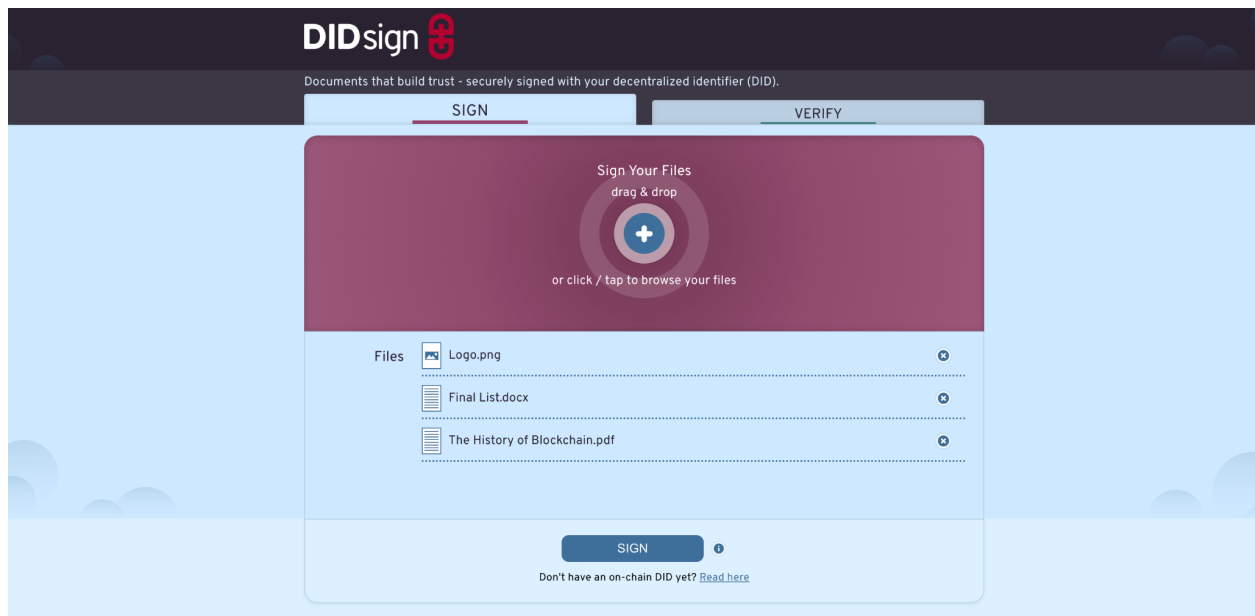 DIDsign
Documents that build trust - securely signed with your decentralized identifier (DID).
SIGN
VERIFY
Sign Your Files
drag & drop
or click / tap to browse your files
Files
Logo.png
Final List.docx
The History of Blockchain.pdf
SIGN
Don't have an on-chain DID yet? Read here